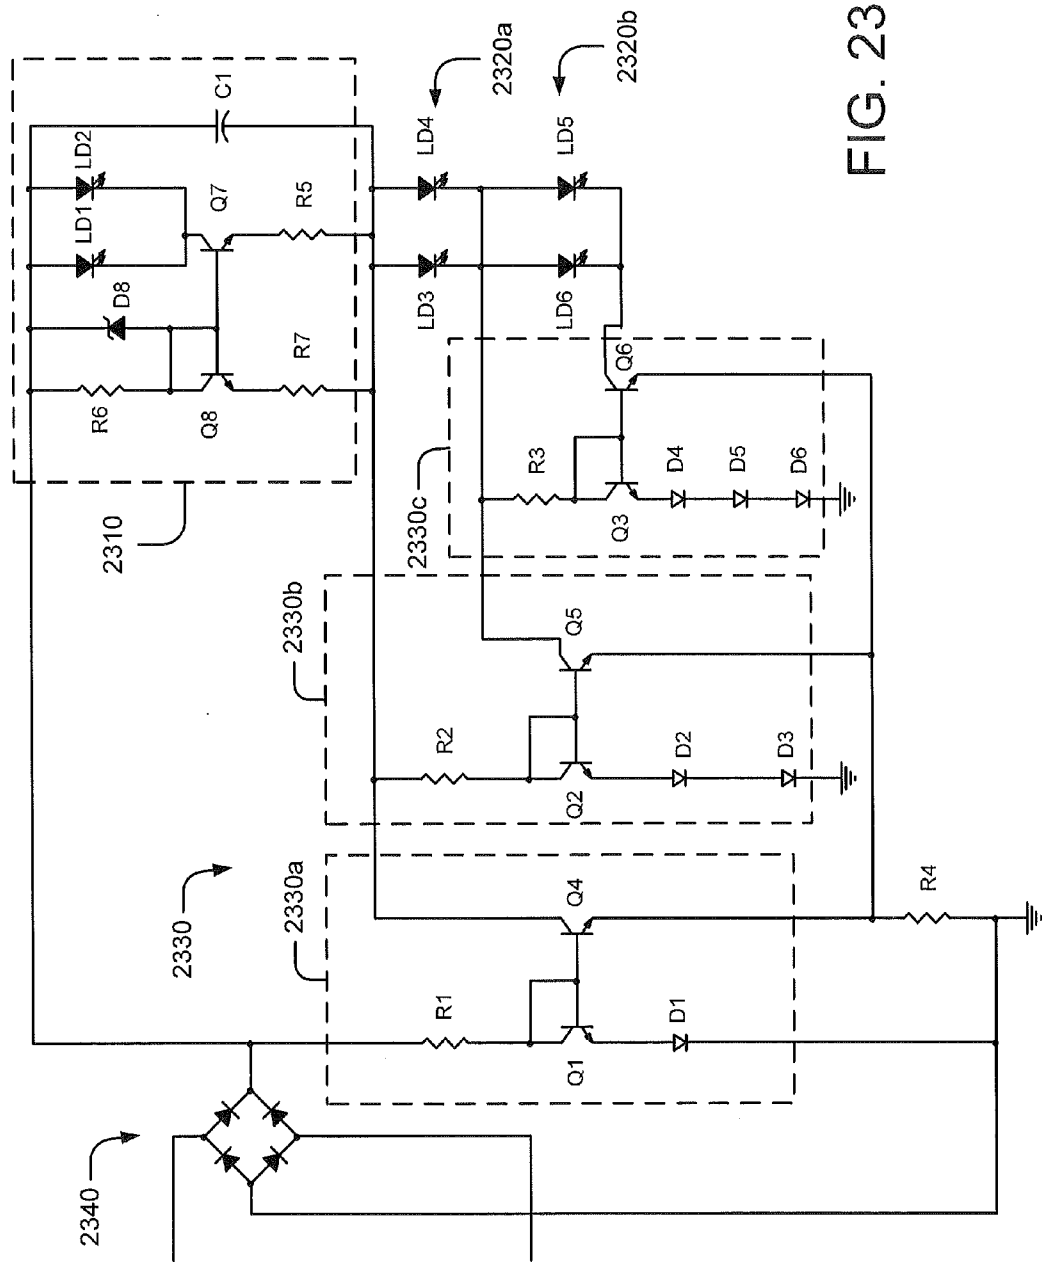 2310
R6
D8
LD1
LD2
C1
Q8
Q7
R7
R5
LD3
LD4
2320a
LD6
LD5
2320b
2330
2330a
2330b
2330c
R1
R2
R3
Q1
Q4
Q2
Q5
Q3
Q6
D1
D2
D3
D4
D5
D6
R4
2340
FIG. 23